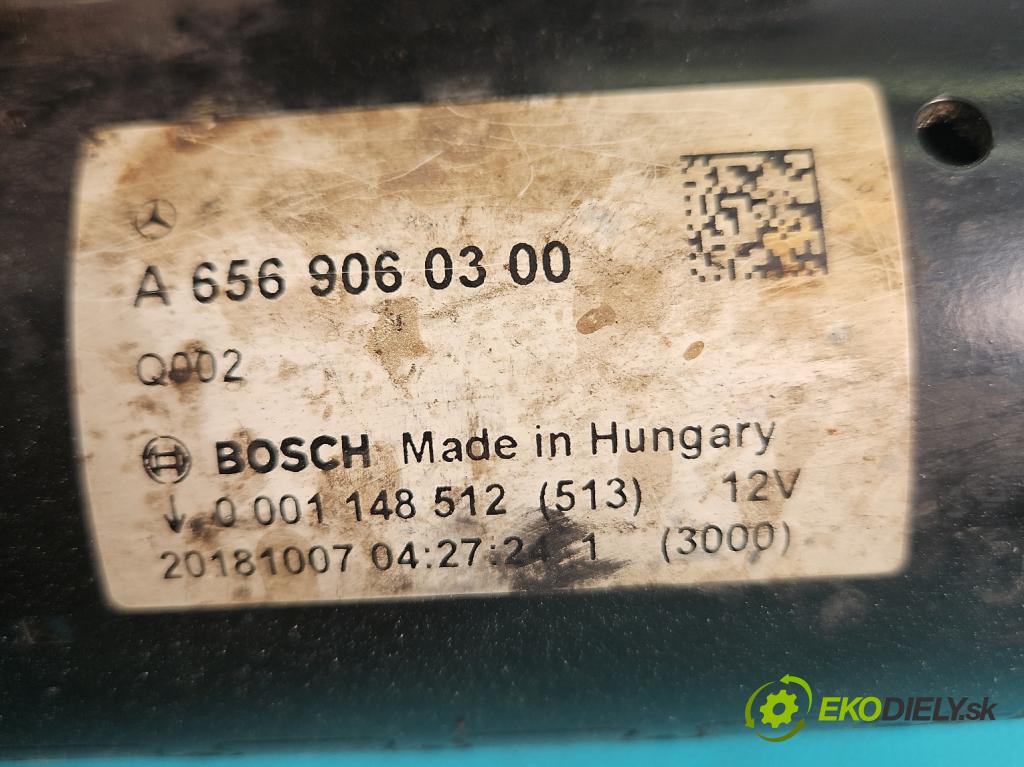 A 656 906 03 00
Q002
BOSCH Made in Hungary
0 001 148 512 (513) 12V
20181007 04:27:24 1 (3000)
EKODIELY.sk